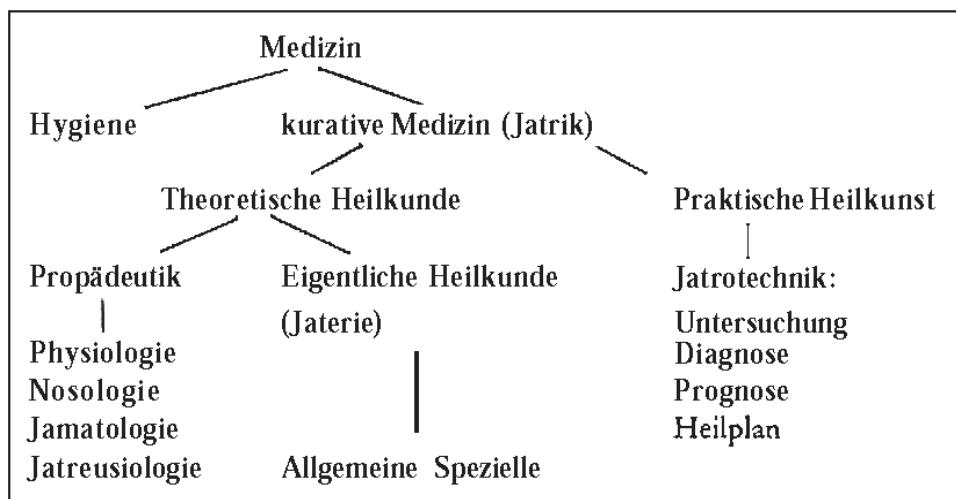 Medizin
Hygiene kurative Medizin (Jatrik)
Theoretische Heilkunde Praktische Heilkunst
Propädeutik Eigentliche Heilkunde Jatrotechnik:
(Jaterie) Untersuchung
Physiologie Diagnose
Nosologie Prognose
Jamatologie Heilplan
Jatreusiologie Allgemeine Spezielle